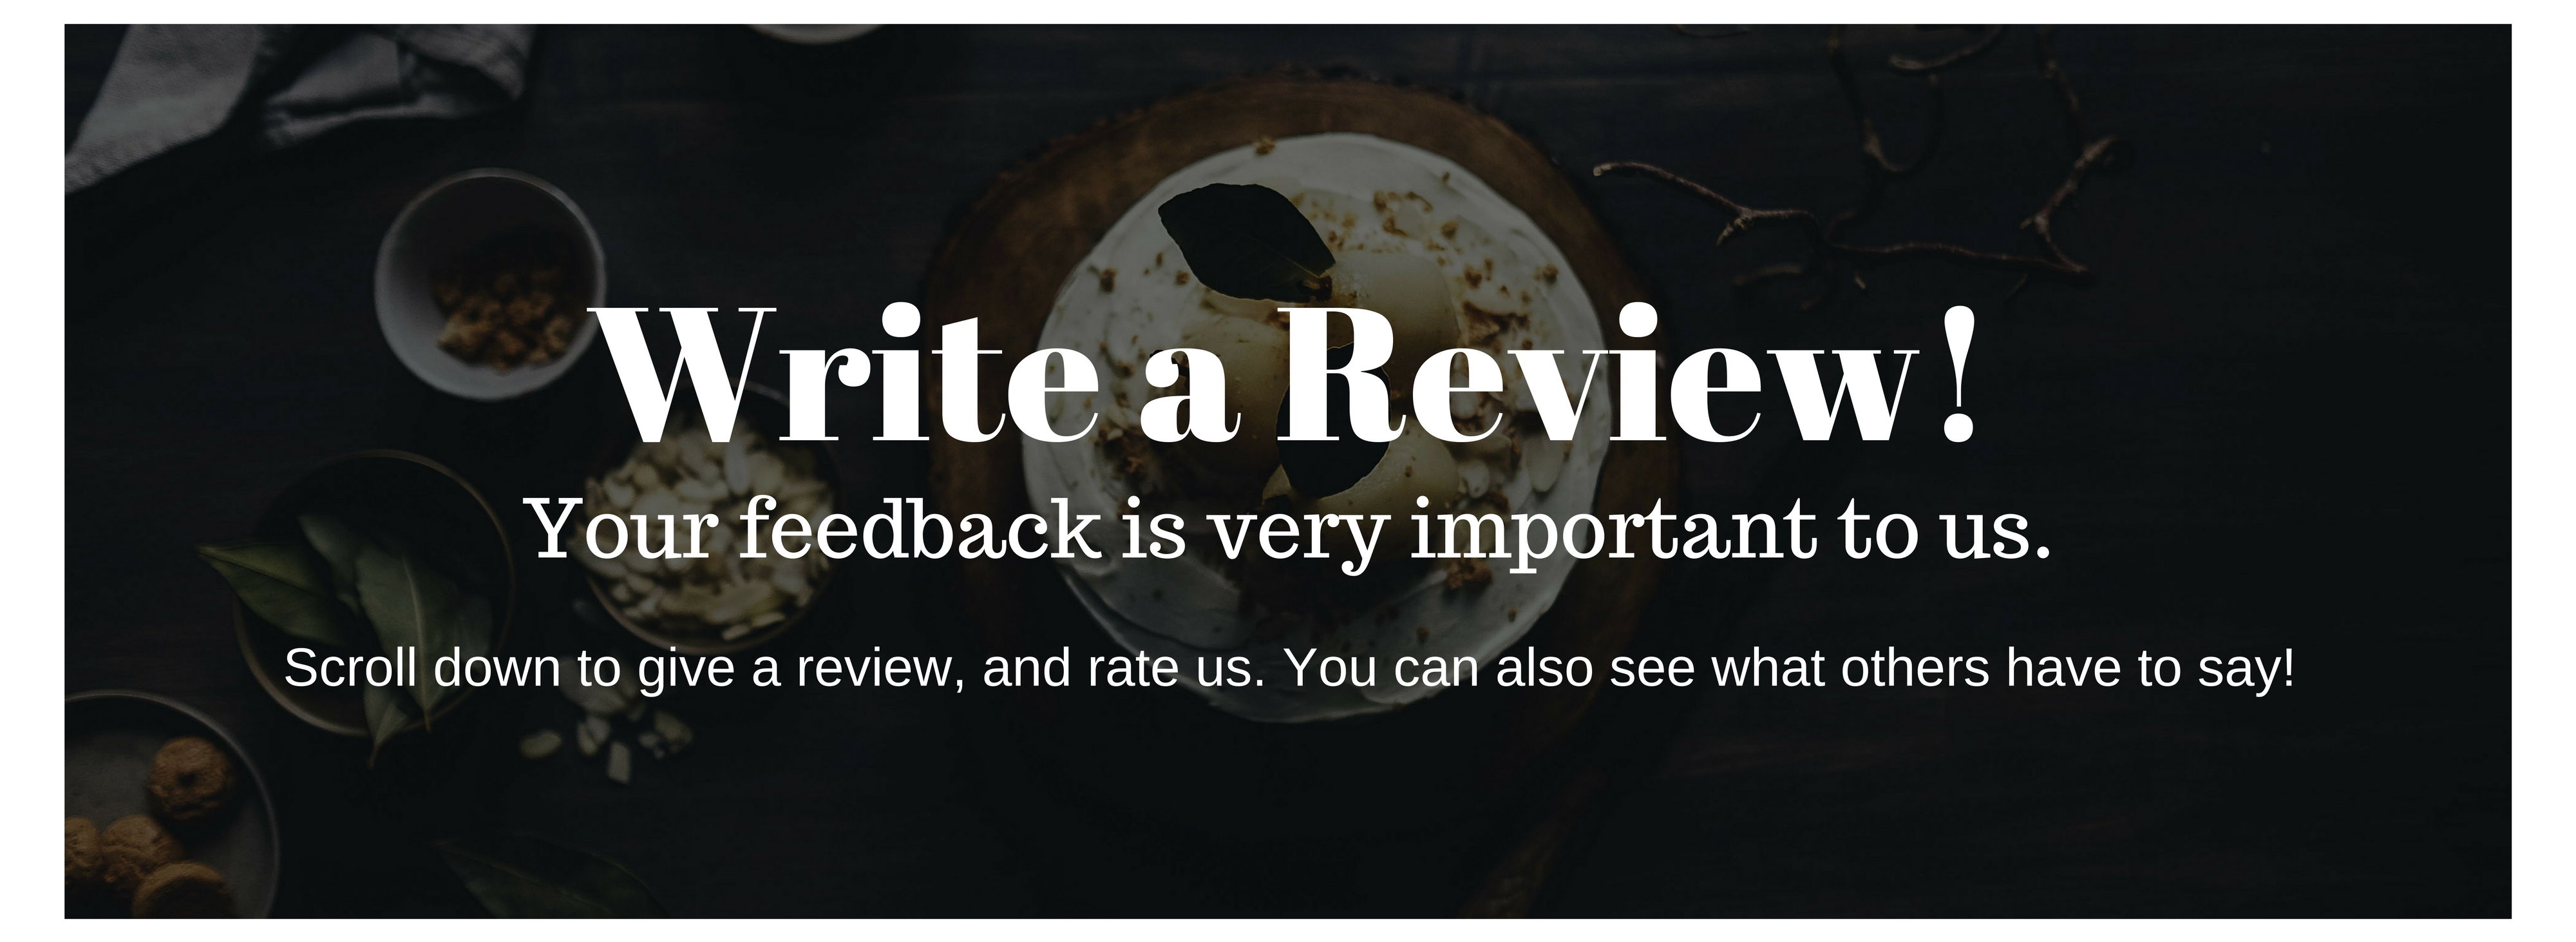 Write a Review!
Your feedback is very important to us.
Scroll down to give a review, and rate us. You can also see what others have to say!